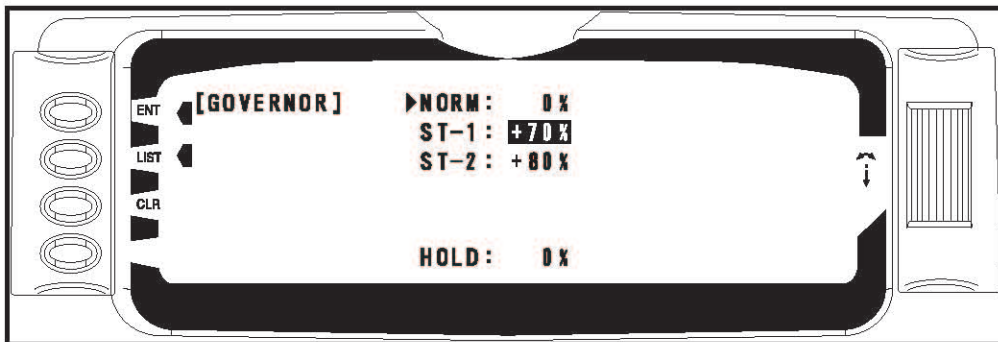 ENT
[GOVERNOR] ▶NORM: 0%
ST-1: +70%
LIST
ST-2: +80%
CLR
HOLD: 0%